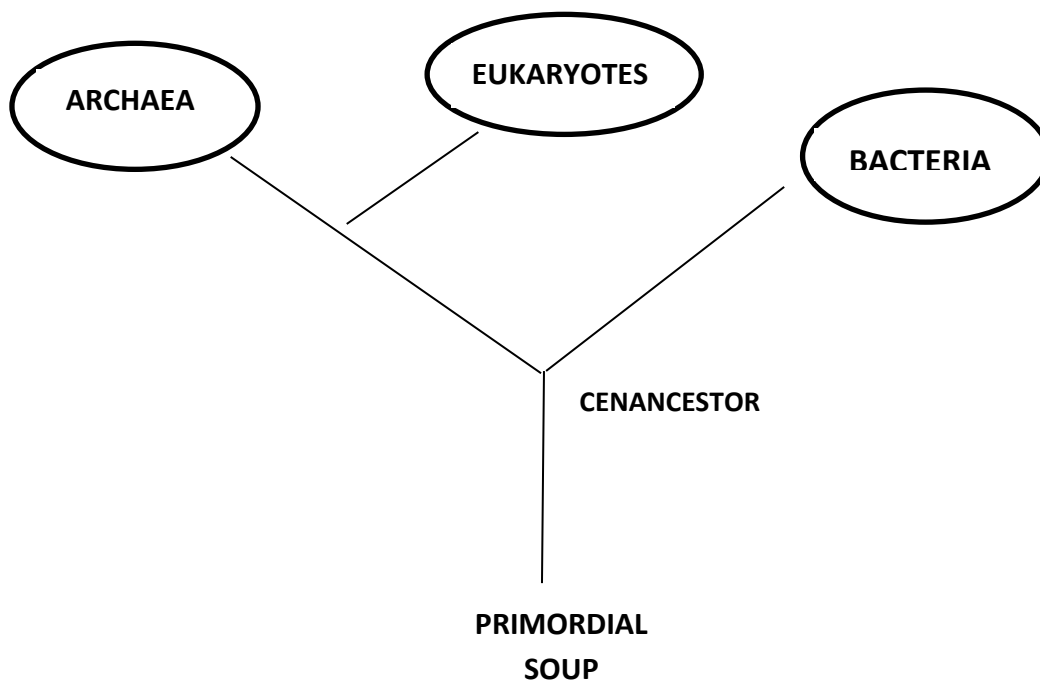 EUKARYOTES
ARCHAEA
BACTERIA
CENANCESTOR
PRIMORDIAL
SOUP